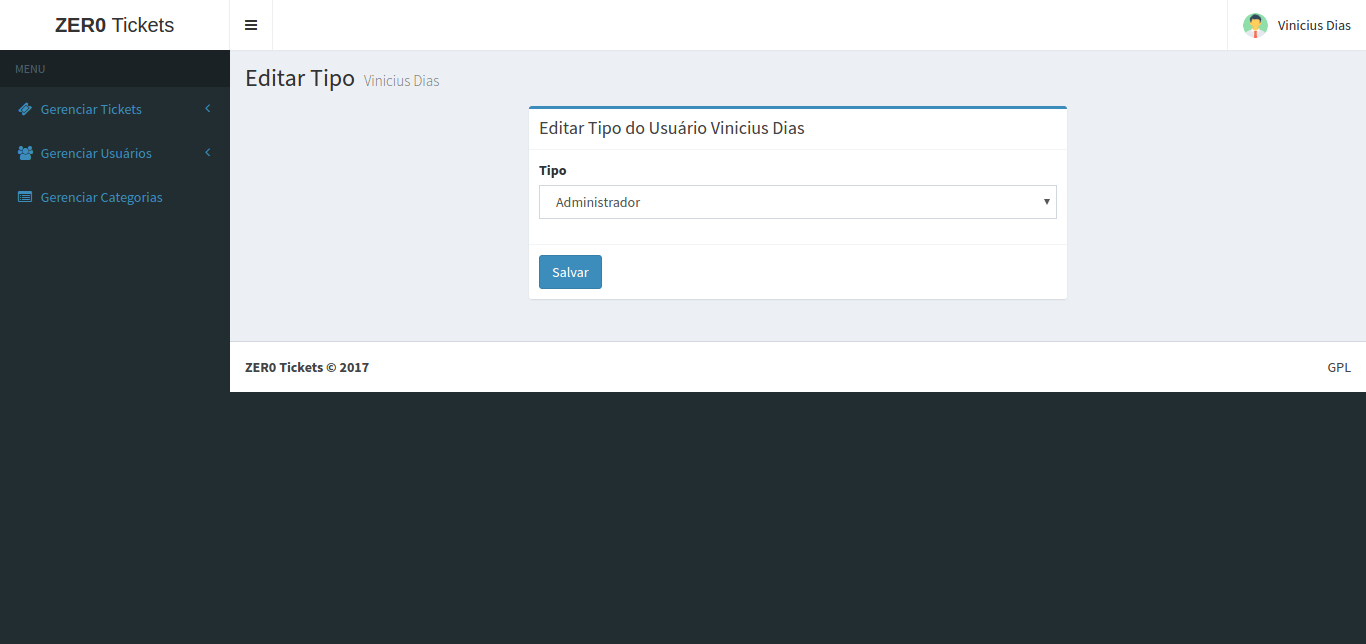 ZER0 Tickets
Vinicius Dias
MENU
Gerenciar Tickets
Gerenciar Usuários
Gerenciar Categorias
Editar Tipo Vinicius Dias
Editar Tipo do Usuário Vinicius Dias
Tipo
Administrador
Salvar
ZER0 Tickets © 2017
GPL